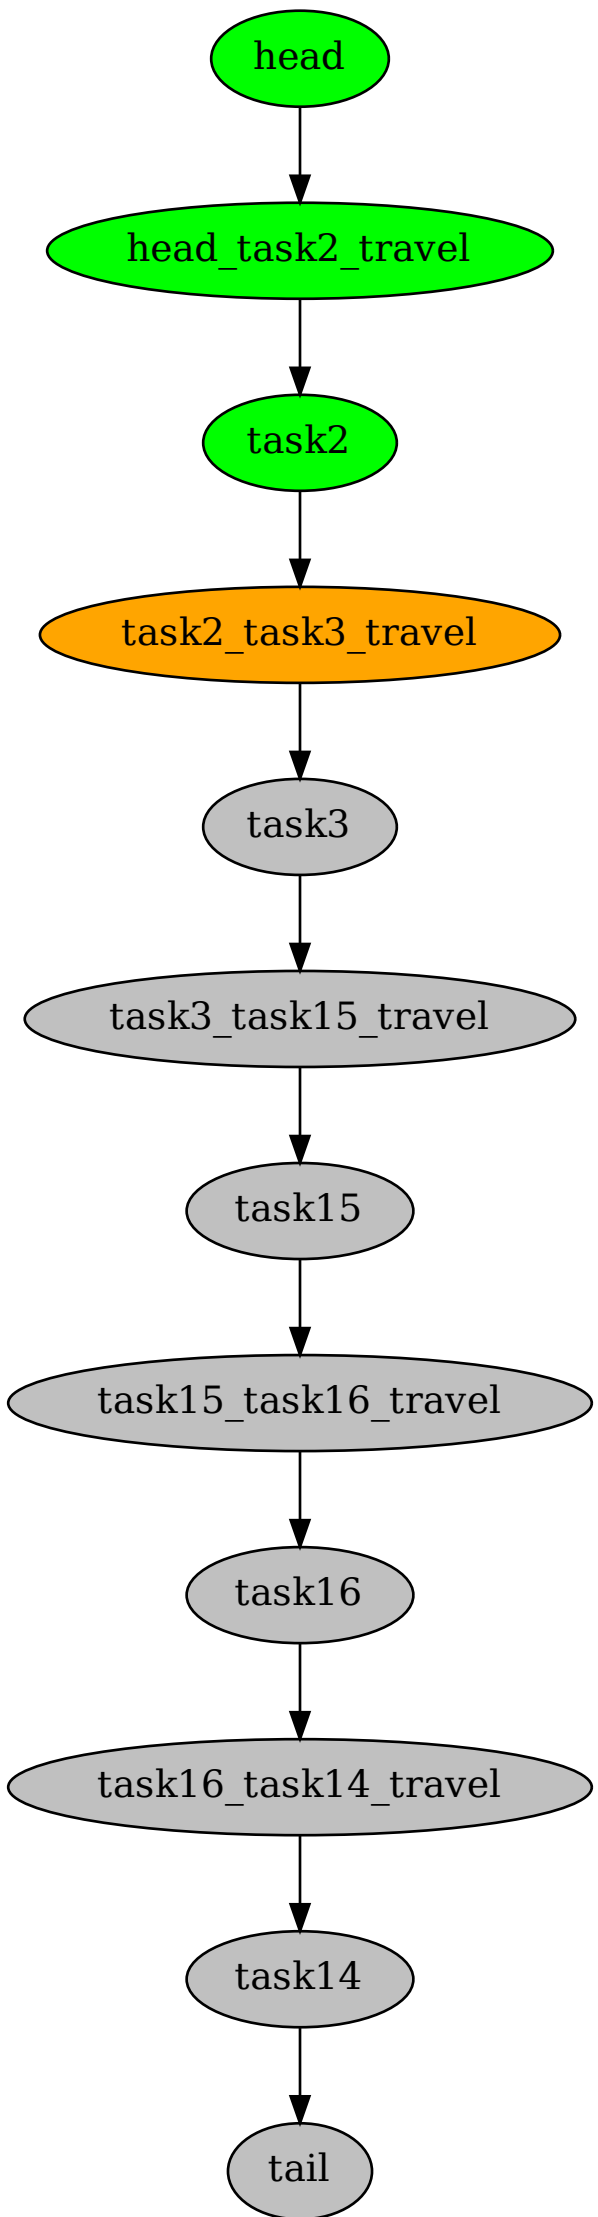 head
head_task2_travel
task2
task2_task3_travel
task3
task3_task15_travel
task15
task15_task16_travel
task16
task16_task14_travel
task14
tail